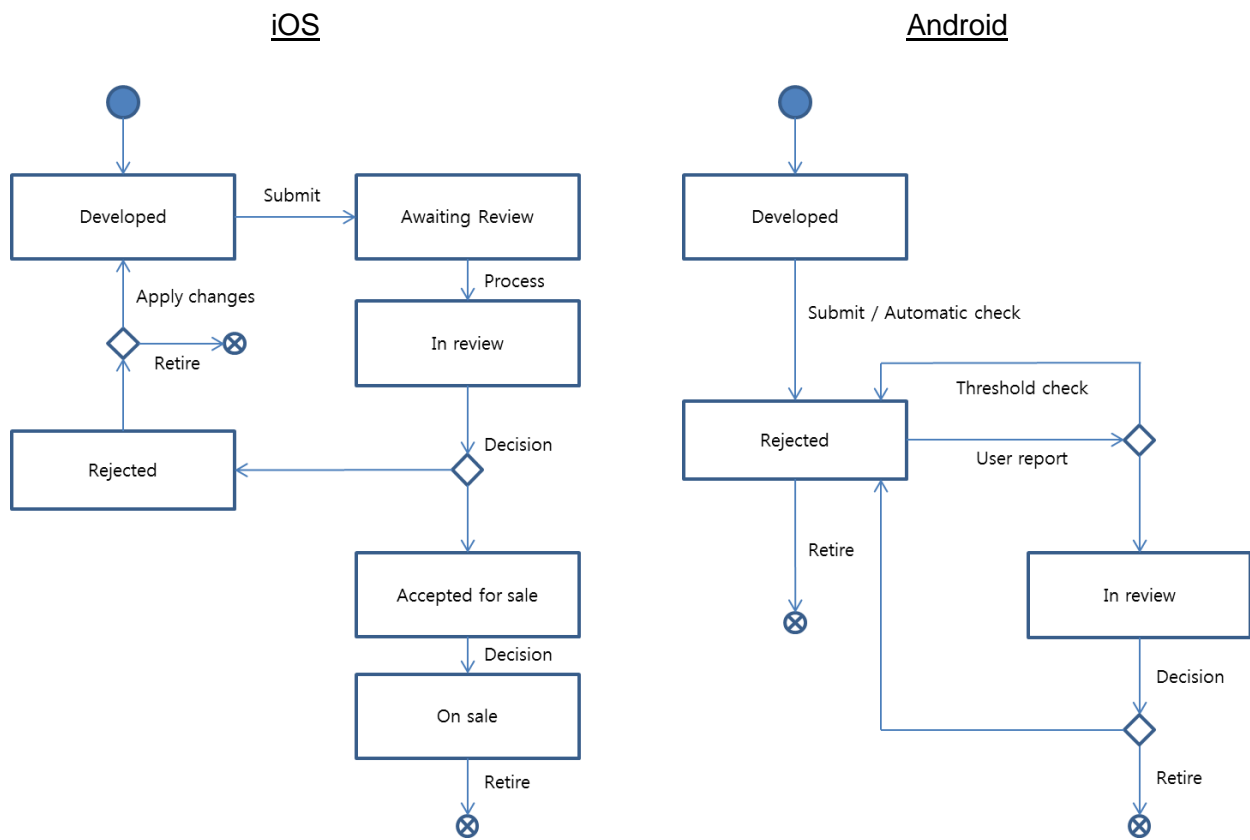 iOS
Developed
Submit
Awaiting Review
Process
Apply changes
Retire
In review
Decision
Rejected
Accepted for sale
Decision
On sale
Retire
Android
Developed
Submit / Automatic check
Threshold check
Rejected
User report
Retire
In review
Decision
Retire